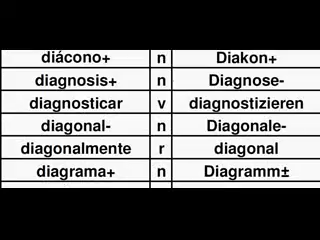 diácono+ n Diakon+
diagnosis+ n Diagnose-
diagnosticar v diagnostizieren
diagonal- n Diagonale-
diagonalmente r diagonal
diagrama+ n Diagramm±